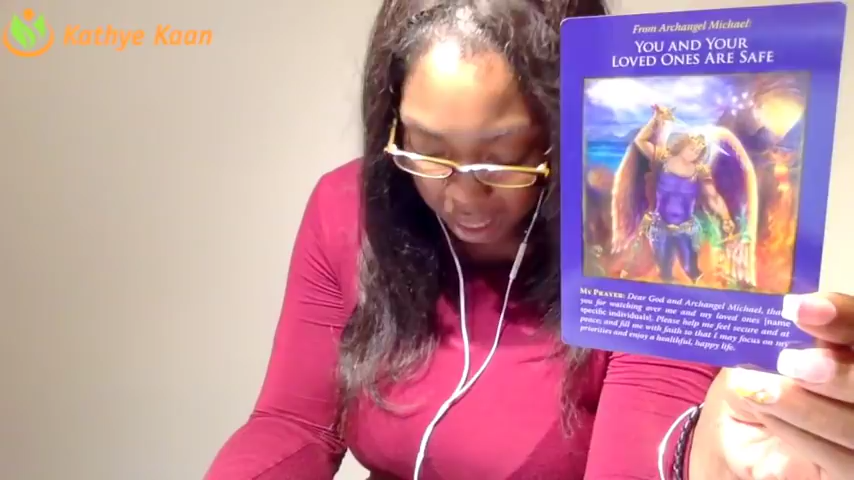 Kathye Kaan
From Archangel Michael:
YOU AND YOUR
LOVED ONES ARE SAFE
MY PRAYER: Dear God and Archangel Michael, thank
you for watching over me and my loved ones [name
specific individuals]. Please help me feel secure and at
peace, and fill me with faith so that I may focus on my
priorities and enjoy a healthful, happy life.